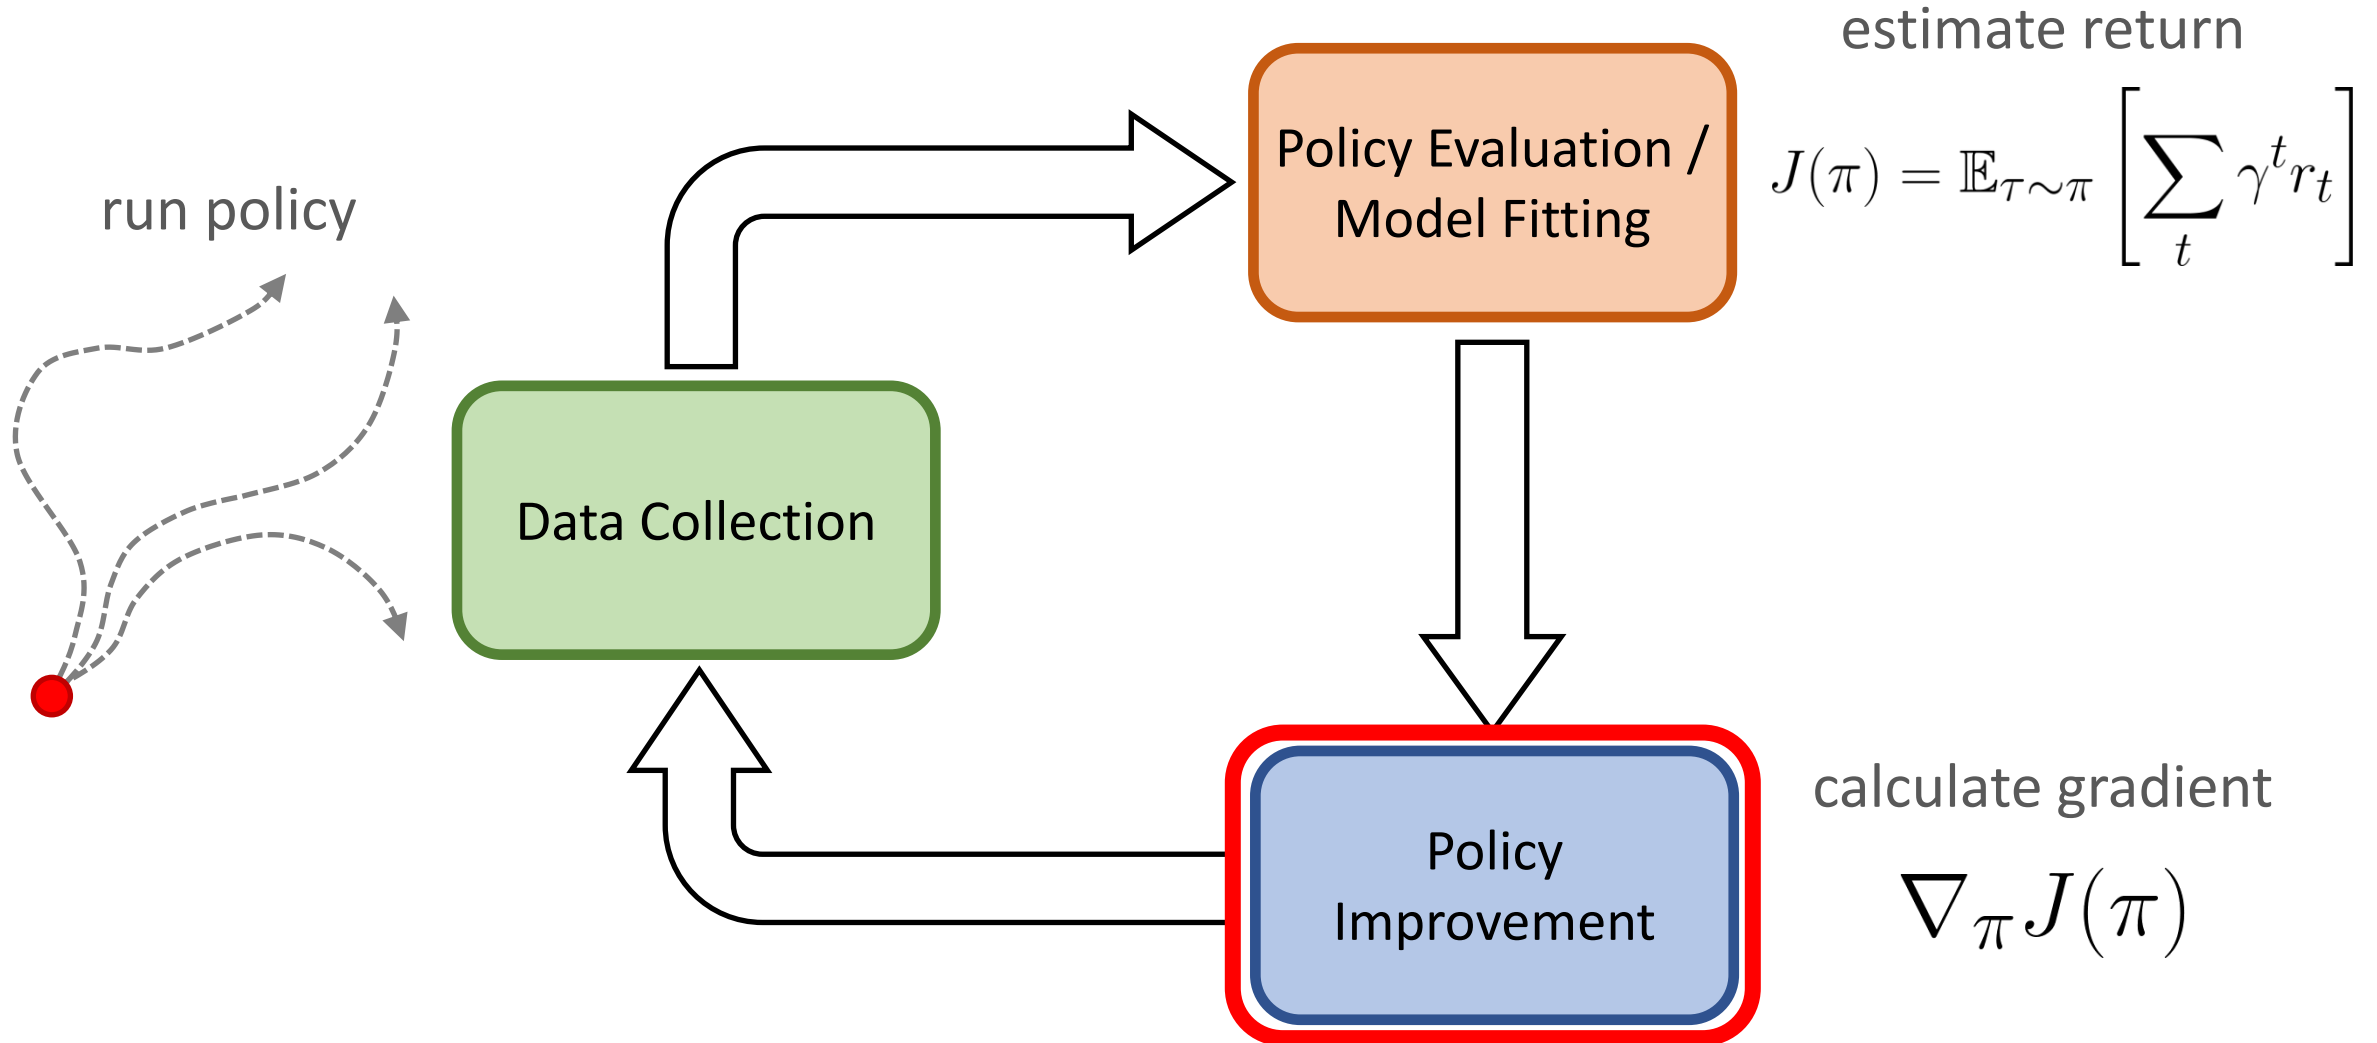 run policy
Data Collection
Policy Evaluation /
Model Fitting
estimate return
J(π) = 𝔼_{τ∼π} [∑_t γ^t r_t]
Policy
Improvement
calculate gradient
∇_π J(π)